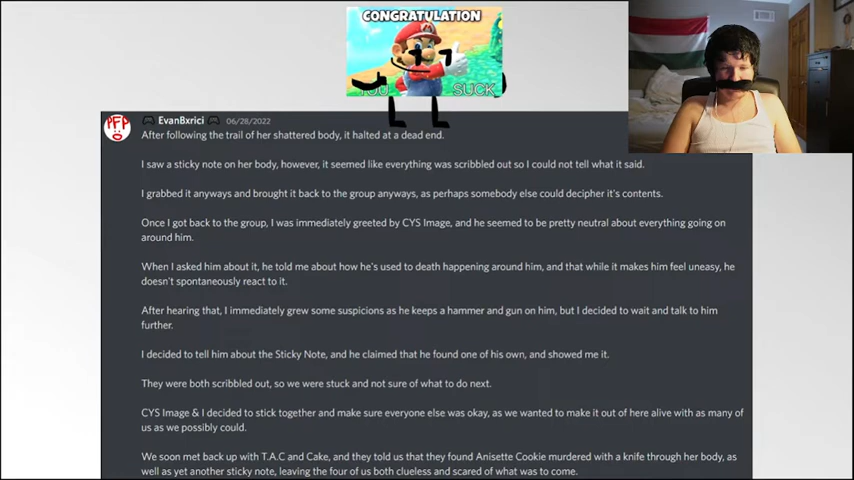 CONGRATULATION
YOU SUCK
EvanBxrici 06/28/2022
After following the trail of her shattered body, it halted at a dead end.
I saw a sticky note on her body, however, it seemed like everything was scribbled out so I could not tell what it said.
I grabbed it anyways and brought it back to the group anyways, as perhaps somebody else could decipher it's contents.
Once I got back to the group, I was immediately greeted by CYS Image, and he seemed to be pretty neutral about everything going on
around him.
When I asked him about it, he told me about how he's used to death happening around him, and that while it makes him feel uneasy, he
doesn't spontaneously react to it.
After hearing that, I immediately grew some suspicions as he keeps a hammer and gun on him, but I decided to wait and talk to him
further.
I decided to tell him about the Sticky Note, and he claimed that he found one of his own, and showed me it.
They were both scribbled out, so we were stuck and not sure of what to do next.
CYS Image & I decided to stick together and make sure everyone else was okay, as we wanted to make it out of here alive with as many of
us as we possibly could.
We soon met back up with T.A.C and Cake, and they told us that they found Anisette Cookie murdered with a knife through her body, as
well as yet another sticky note, leaving the four of us both clueless and scared of what was to come.